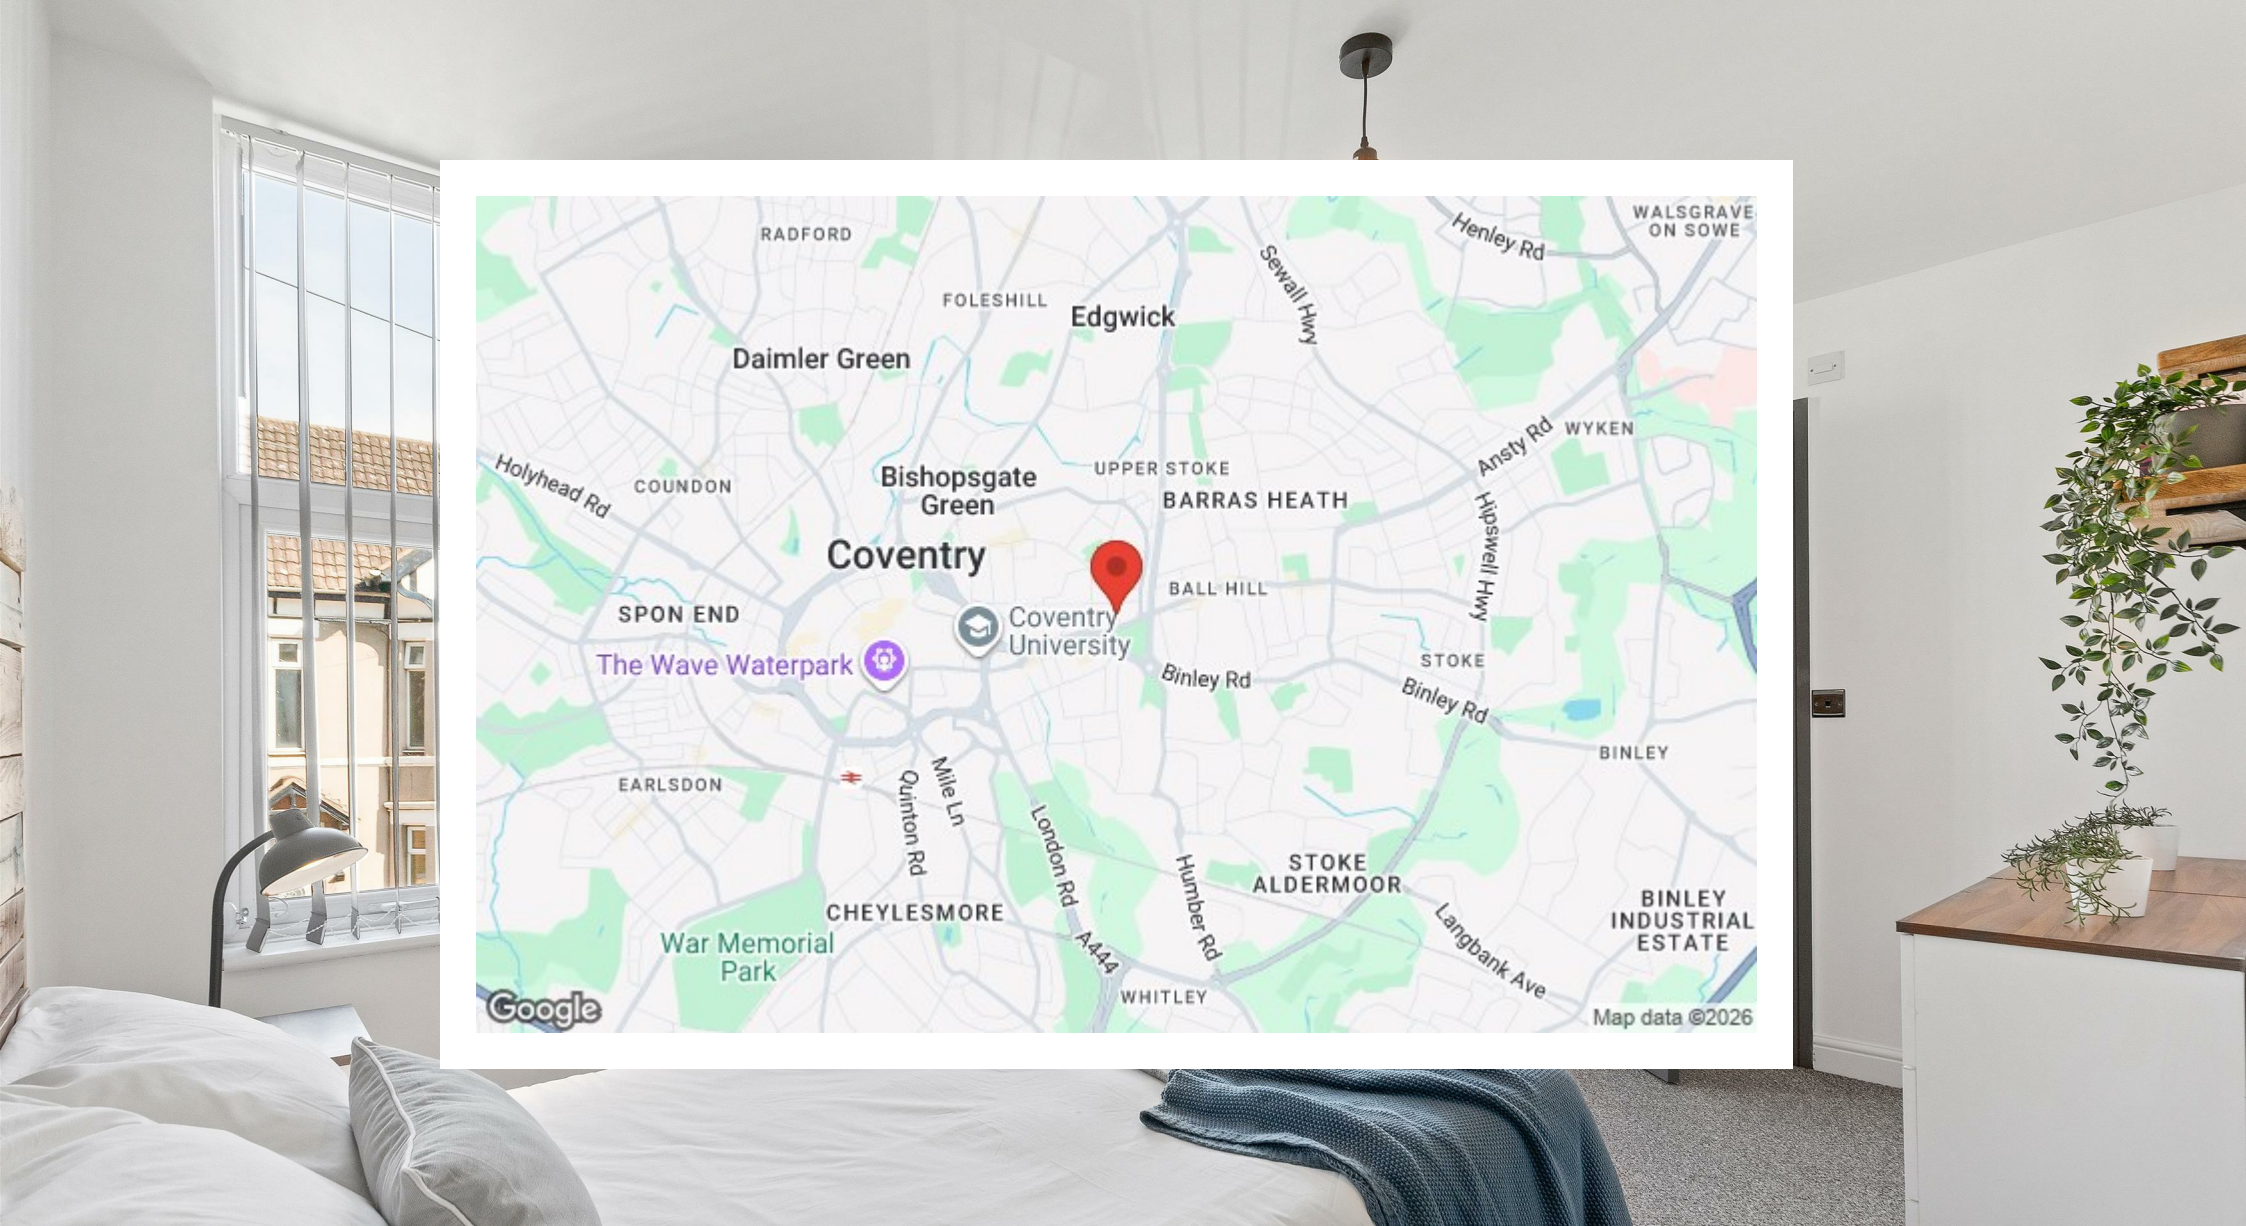 RADFORD
WALSGRAVE
ON SOWE
Henley Rd
Sewall Hwy
FOLESHILL
Edgwick
Daimler Green
Ansty Rd
WYKEN
Holyhead Rd
COUNDON
Bishopsgate
Green
UPPER STOKE
BARRAS HEATH
Hipswell Hwy
Coventry
BALL HILL
SPON END
Coventry
University
The Wave Waterpark
Binley Rd
STOKE
Binley Rd
BINLEY
EARLSDON
Mile Ln
Quinton Rd
London Rd
Humber Rd
STOKE
ALDERMOOR
CHEYLESMORE
BINLEY
INDUSTRIAL
ESTATE
War Memorial
Park
A444
Langbank Ave
WHITLEY
Google
Map data ©2026